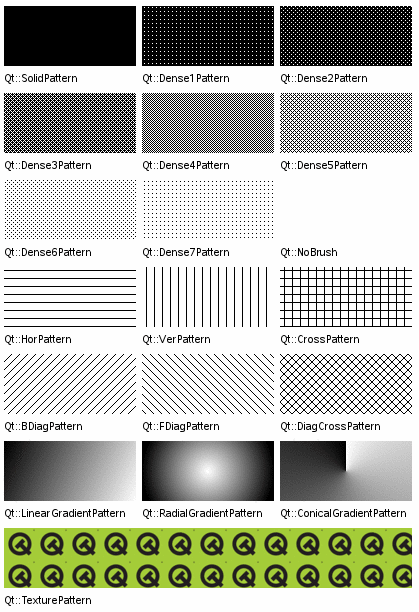 Qt::SolidPattern
Qt::Dense1Pattern
Qt::Dense2Pattern
Qt::Dense3Pattern
Qt::Dense4Pattern
Qt::Dense5Pattern
Qt::Dense6Pattern
Qt::Dense7Pattern
Qt::NoBrush
Qt::HorPattern
Qt::VerPattern
Qt::CrossPattern
Qt::BDiagPattern
Qt::FDiagPattern
Qt::DiagCrossPattern
Qt::LinearGradientPattern
Qt::RadialGradientPattern
Qt::ConicalGradientPattern
Qt::TexturePattern